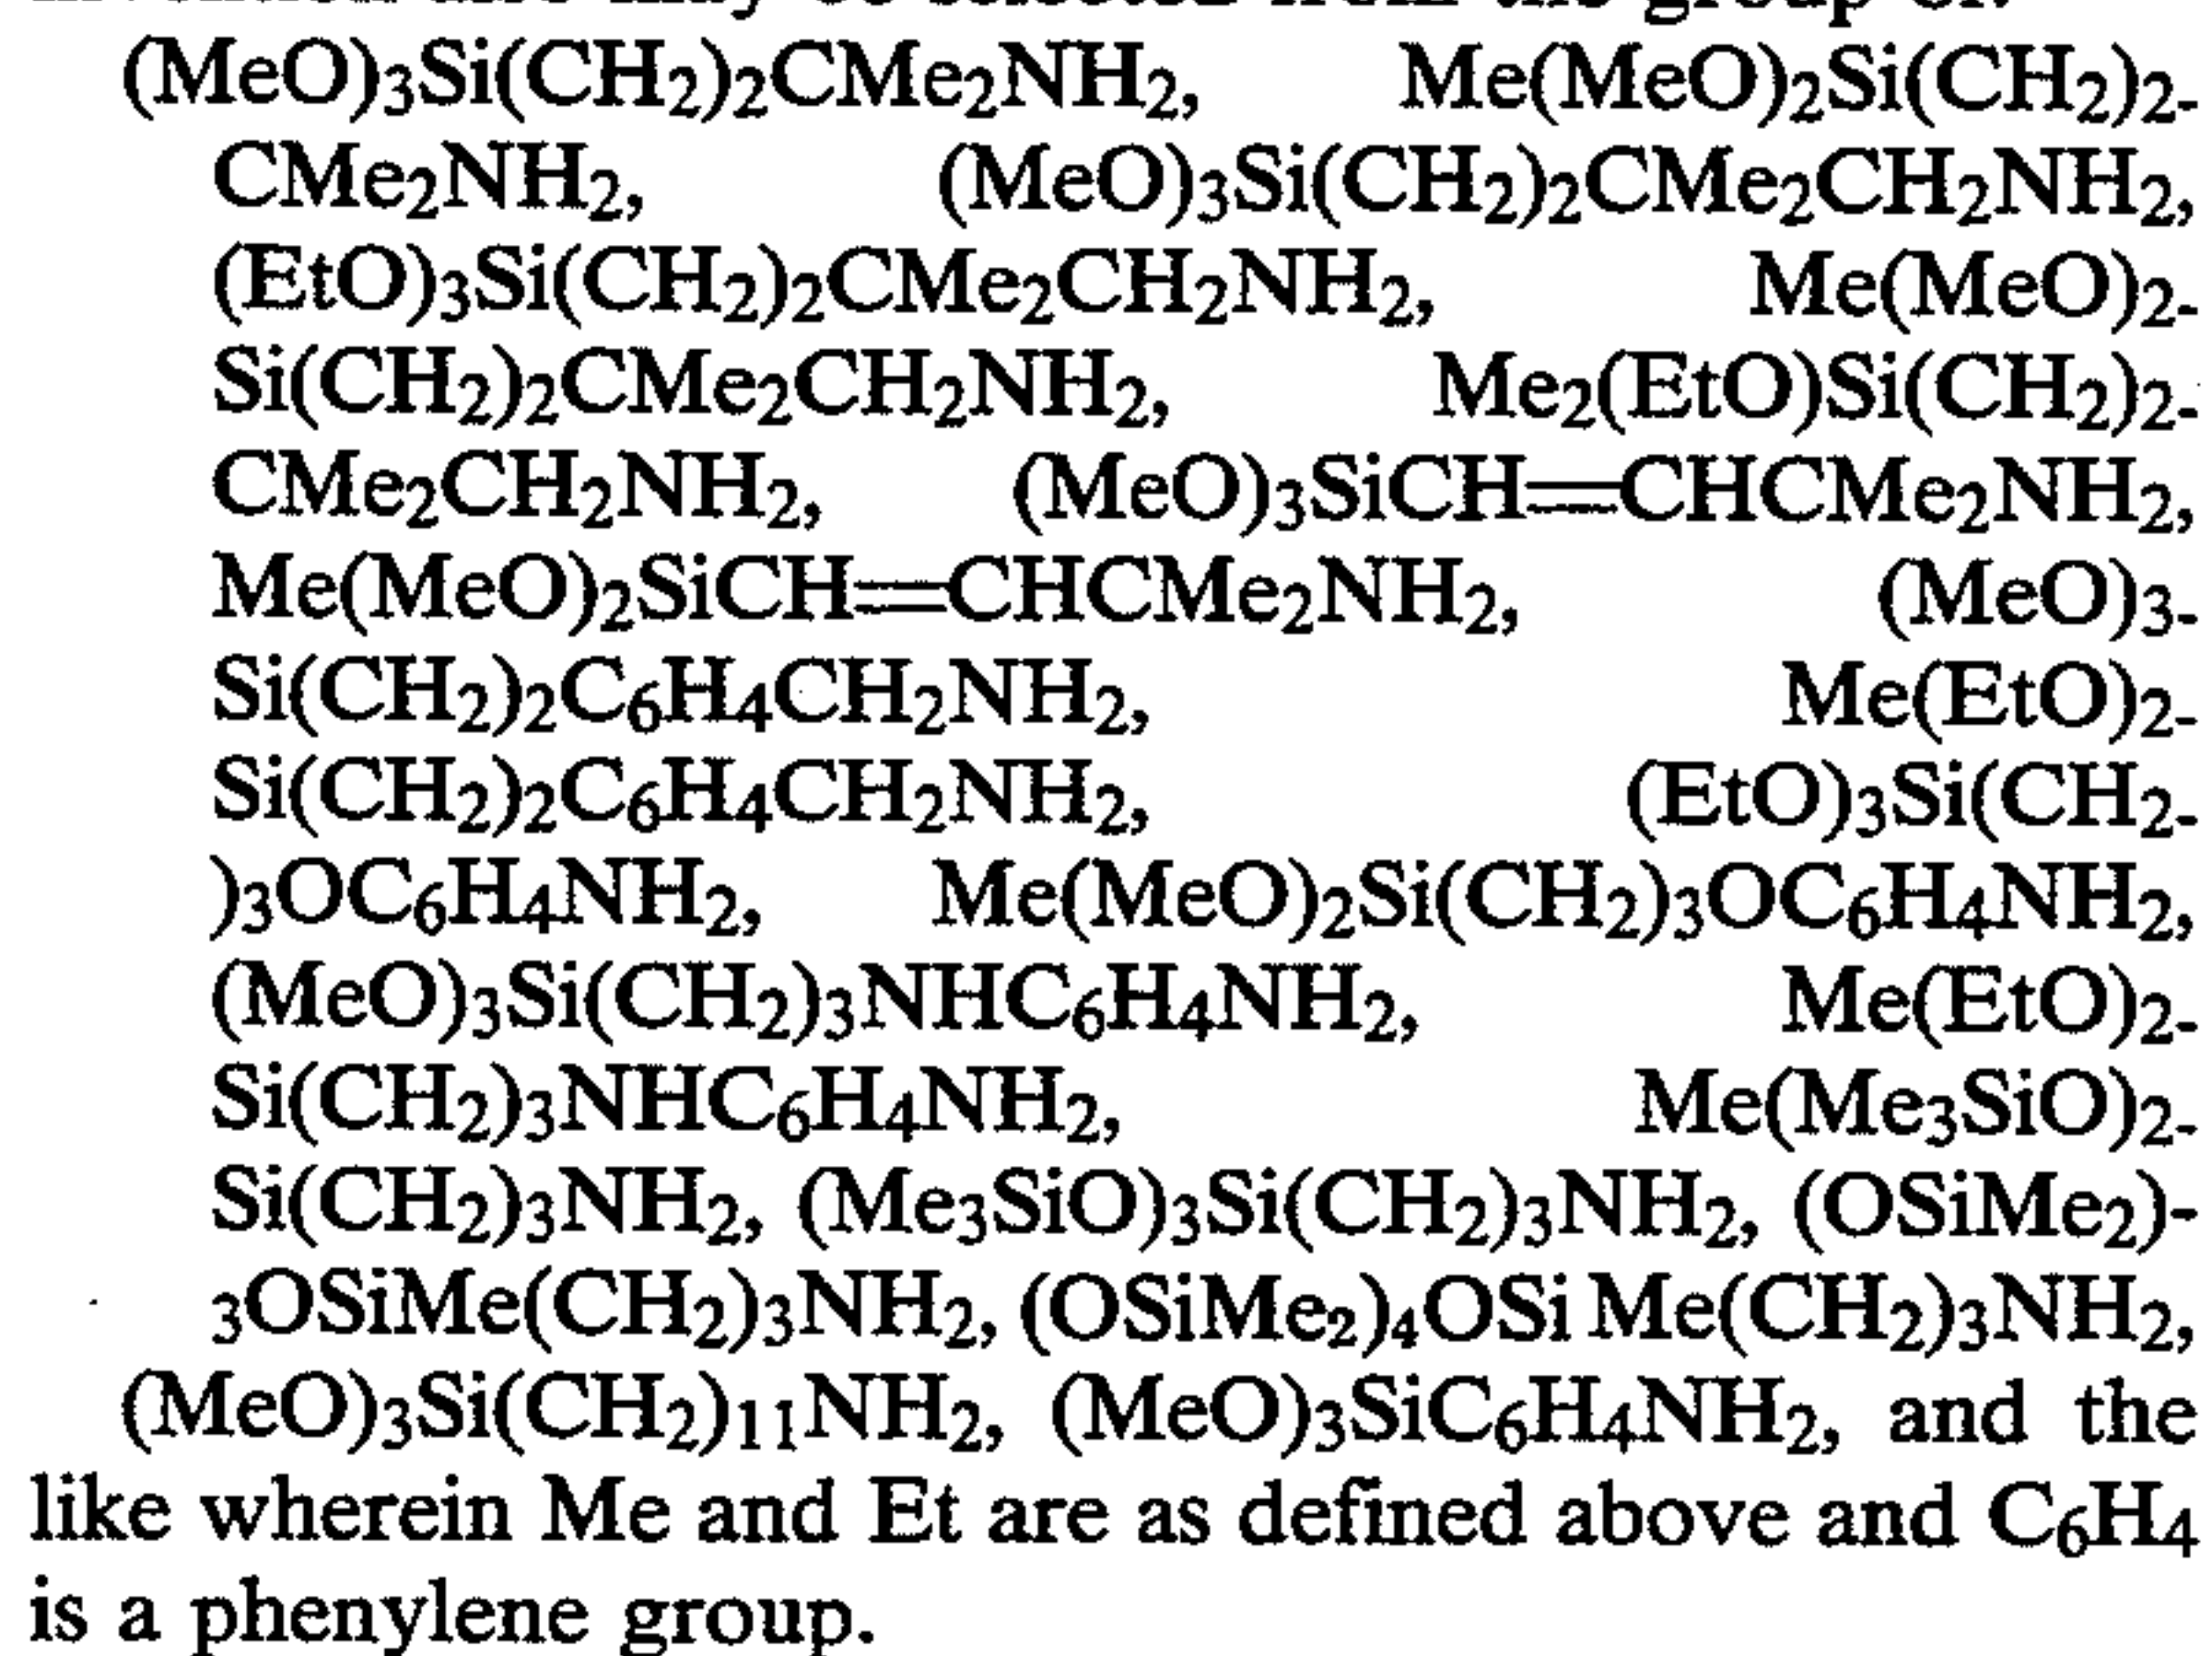 (MeO)₃Si(CH₂)₂CMe₂NH₂, Me(MeO)₂Si(CH₂)₂-
CMe₂NH₂, (MeO)₃Si(CH₂)₂CMe₂CH₂NH₂,
(EtO)₃Si(CH₂)₂CMe₂CH₂NH₂, Me(MeO)₂-
Si(CH₂)₂CMe₂CH₂NH₂, Me₂(EtO)Si(CH₂)₂-
CMe₂CH₂NH₂, (MeO)₃SiCH=CHCMe₂NH₂,
Me(MeO)₂SiCH=CHCMe₂NH₂, (MeO)₃-
Si(CH₂)₂C₆H₄CH₂NH₂, Me(EtO)₂-
Si(CH₂)₂C₆H₄CH₂NH₂, (EtO)₃Si(CH₂-
)₃OC₆H₄NH₂, Me(MeO)₂Si(CH₂)₃OC₆H₄NH₂,
(MeO)₃Si(CH₂)₃NHC₆H₄NH₂, Me(EtO)₂-
Si(CH₂)₃NHC₆H₄NH₂, Me(Me₃SiO)₂-
Si(CH₂)₃NH₂, (Me₃SiO)₃Si(CH₂)₃NH₂, (OSiMe₂)-
₃OSiMe(CH₂)₃NH₂, (OSiMe₂)₄OSi Me(CH₂)₃NH₂,
(MeO)₃Si(CH₂)₁₁NH₂, (MeO)₃SiC₆H₄NH₂, and the
like wherein Me and Et are as defined above and C₆H₄
is a phenylene group.